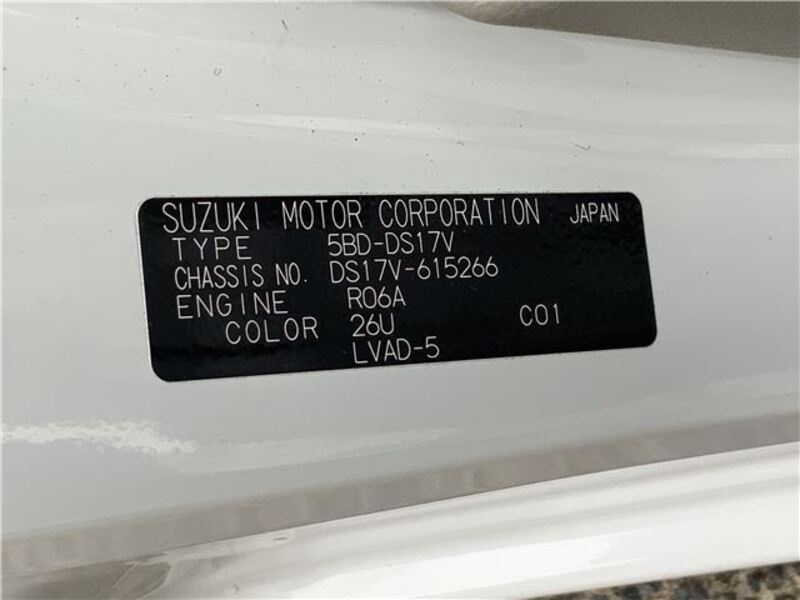 SUZUKI MOTOR CORPORATION JAPAN
TYPE 5BD-DS17V
CHASSIS NO. DS17V-615266
ENGINE R06A
COLOR 26U C01
LVAD-5